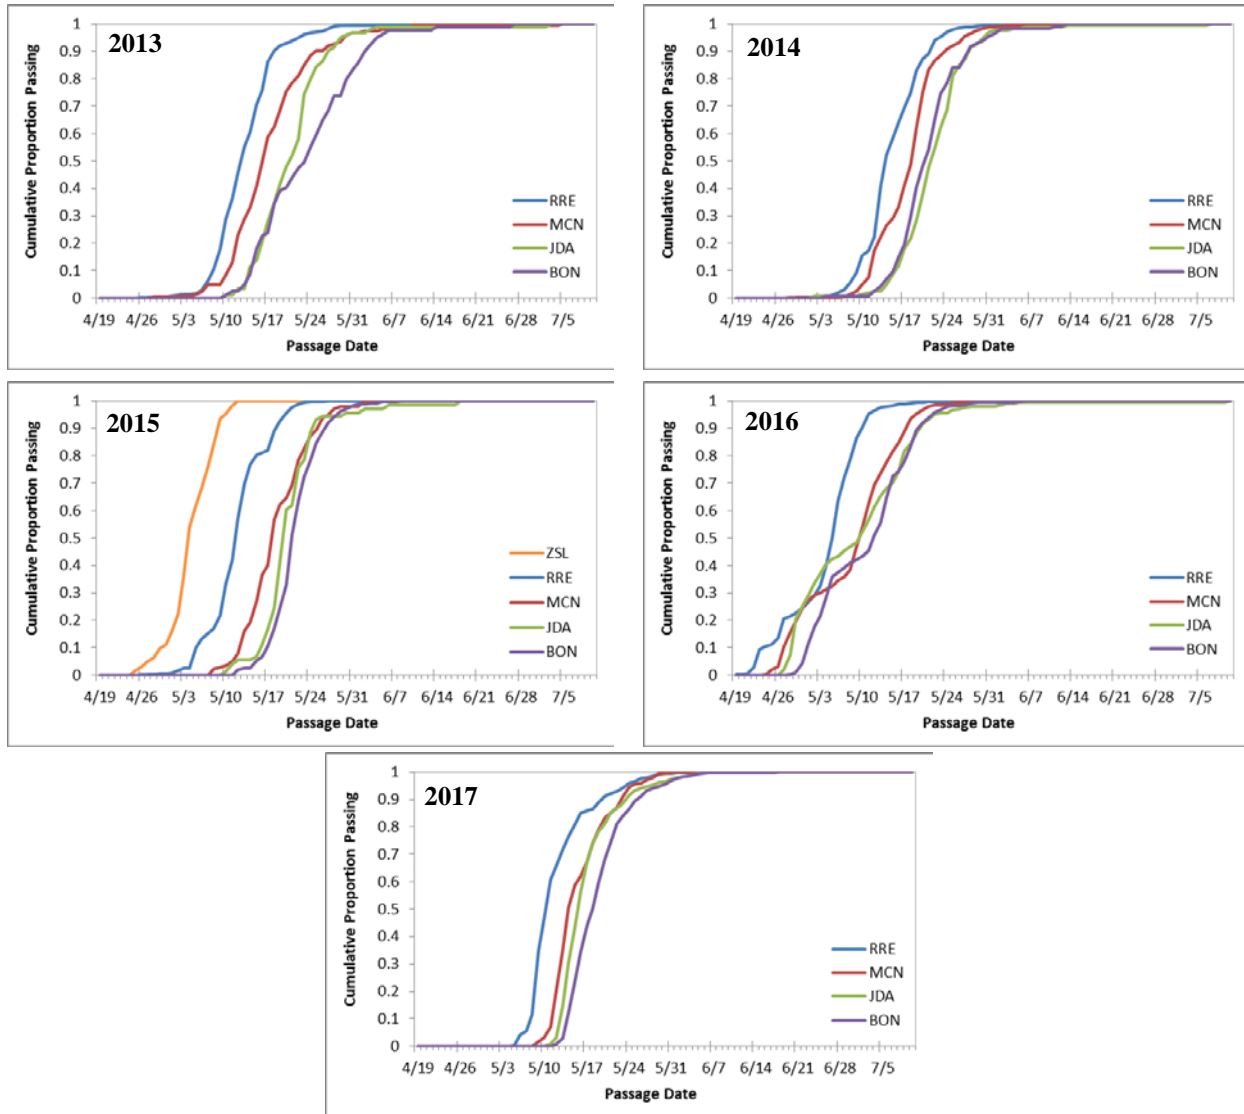 2013
Cumulative Proportion Passing
1
0.9
0.8
0.7
0.6
0.5
0.4
0.3
0.2
0.1
0
RRE
MCN
JDA
BON
4/19 4/26 5/3 5/10 5/17 5/24 5/31 6/7 6/14 6/21 6/28 7/5
Passage Date
2014
Cumulative Proportion Passing
1
0.9
0.8
0.7
0.6
0.5
0.4
0.3
0.2
0.1
0
RRE
MCN
JDA
BON
4/19 4/26 5/3 5/10 5/17 5/24 5/31 6/7 6/14 6/21 6/28 7/5
Passage Date
2015
Cumulative Proportion Passing
1
0.9
0.8
0.7
0.6
0.5
0.4
0.3
0.2
0.1
0
ZSL
RRE
MCN
JDA
BON
4/19 4/26 5/3 5/10 5/17 5/24 5/31 6/7 6/14 6/21 6/28 7/5
Passage Date
2016
Cumulative Proportion Passing
1
0.9
0.8
0.7
0.6
0.5
0.4
0.3
0.2
0.1
0
RRE
MCN
JDA
BON
4/19 4/26 5/3 5/10 5/17 5/24 5/31 6/7 6/14 6/21 6/28 7/5
Passage Date
2017
Cumulative Proportion Passing
1
0.9
0.8
0.7
0.6
0.5
0.4
0.3
0.2
0.1
0
RRE
MCN
JDA
BON
4/19 4/26 5/3 5/10 5/17 5/24 5/31 6/7 6/14 6/21 6/28 7/5
Passage Date